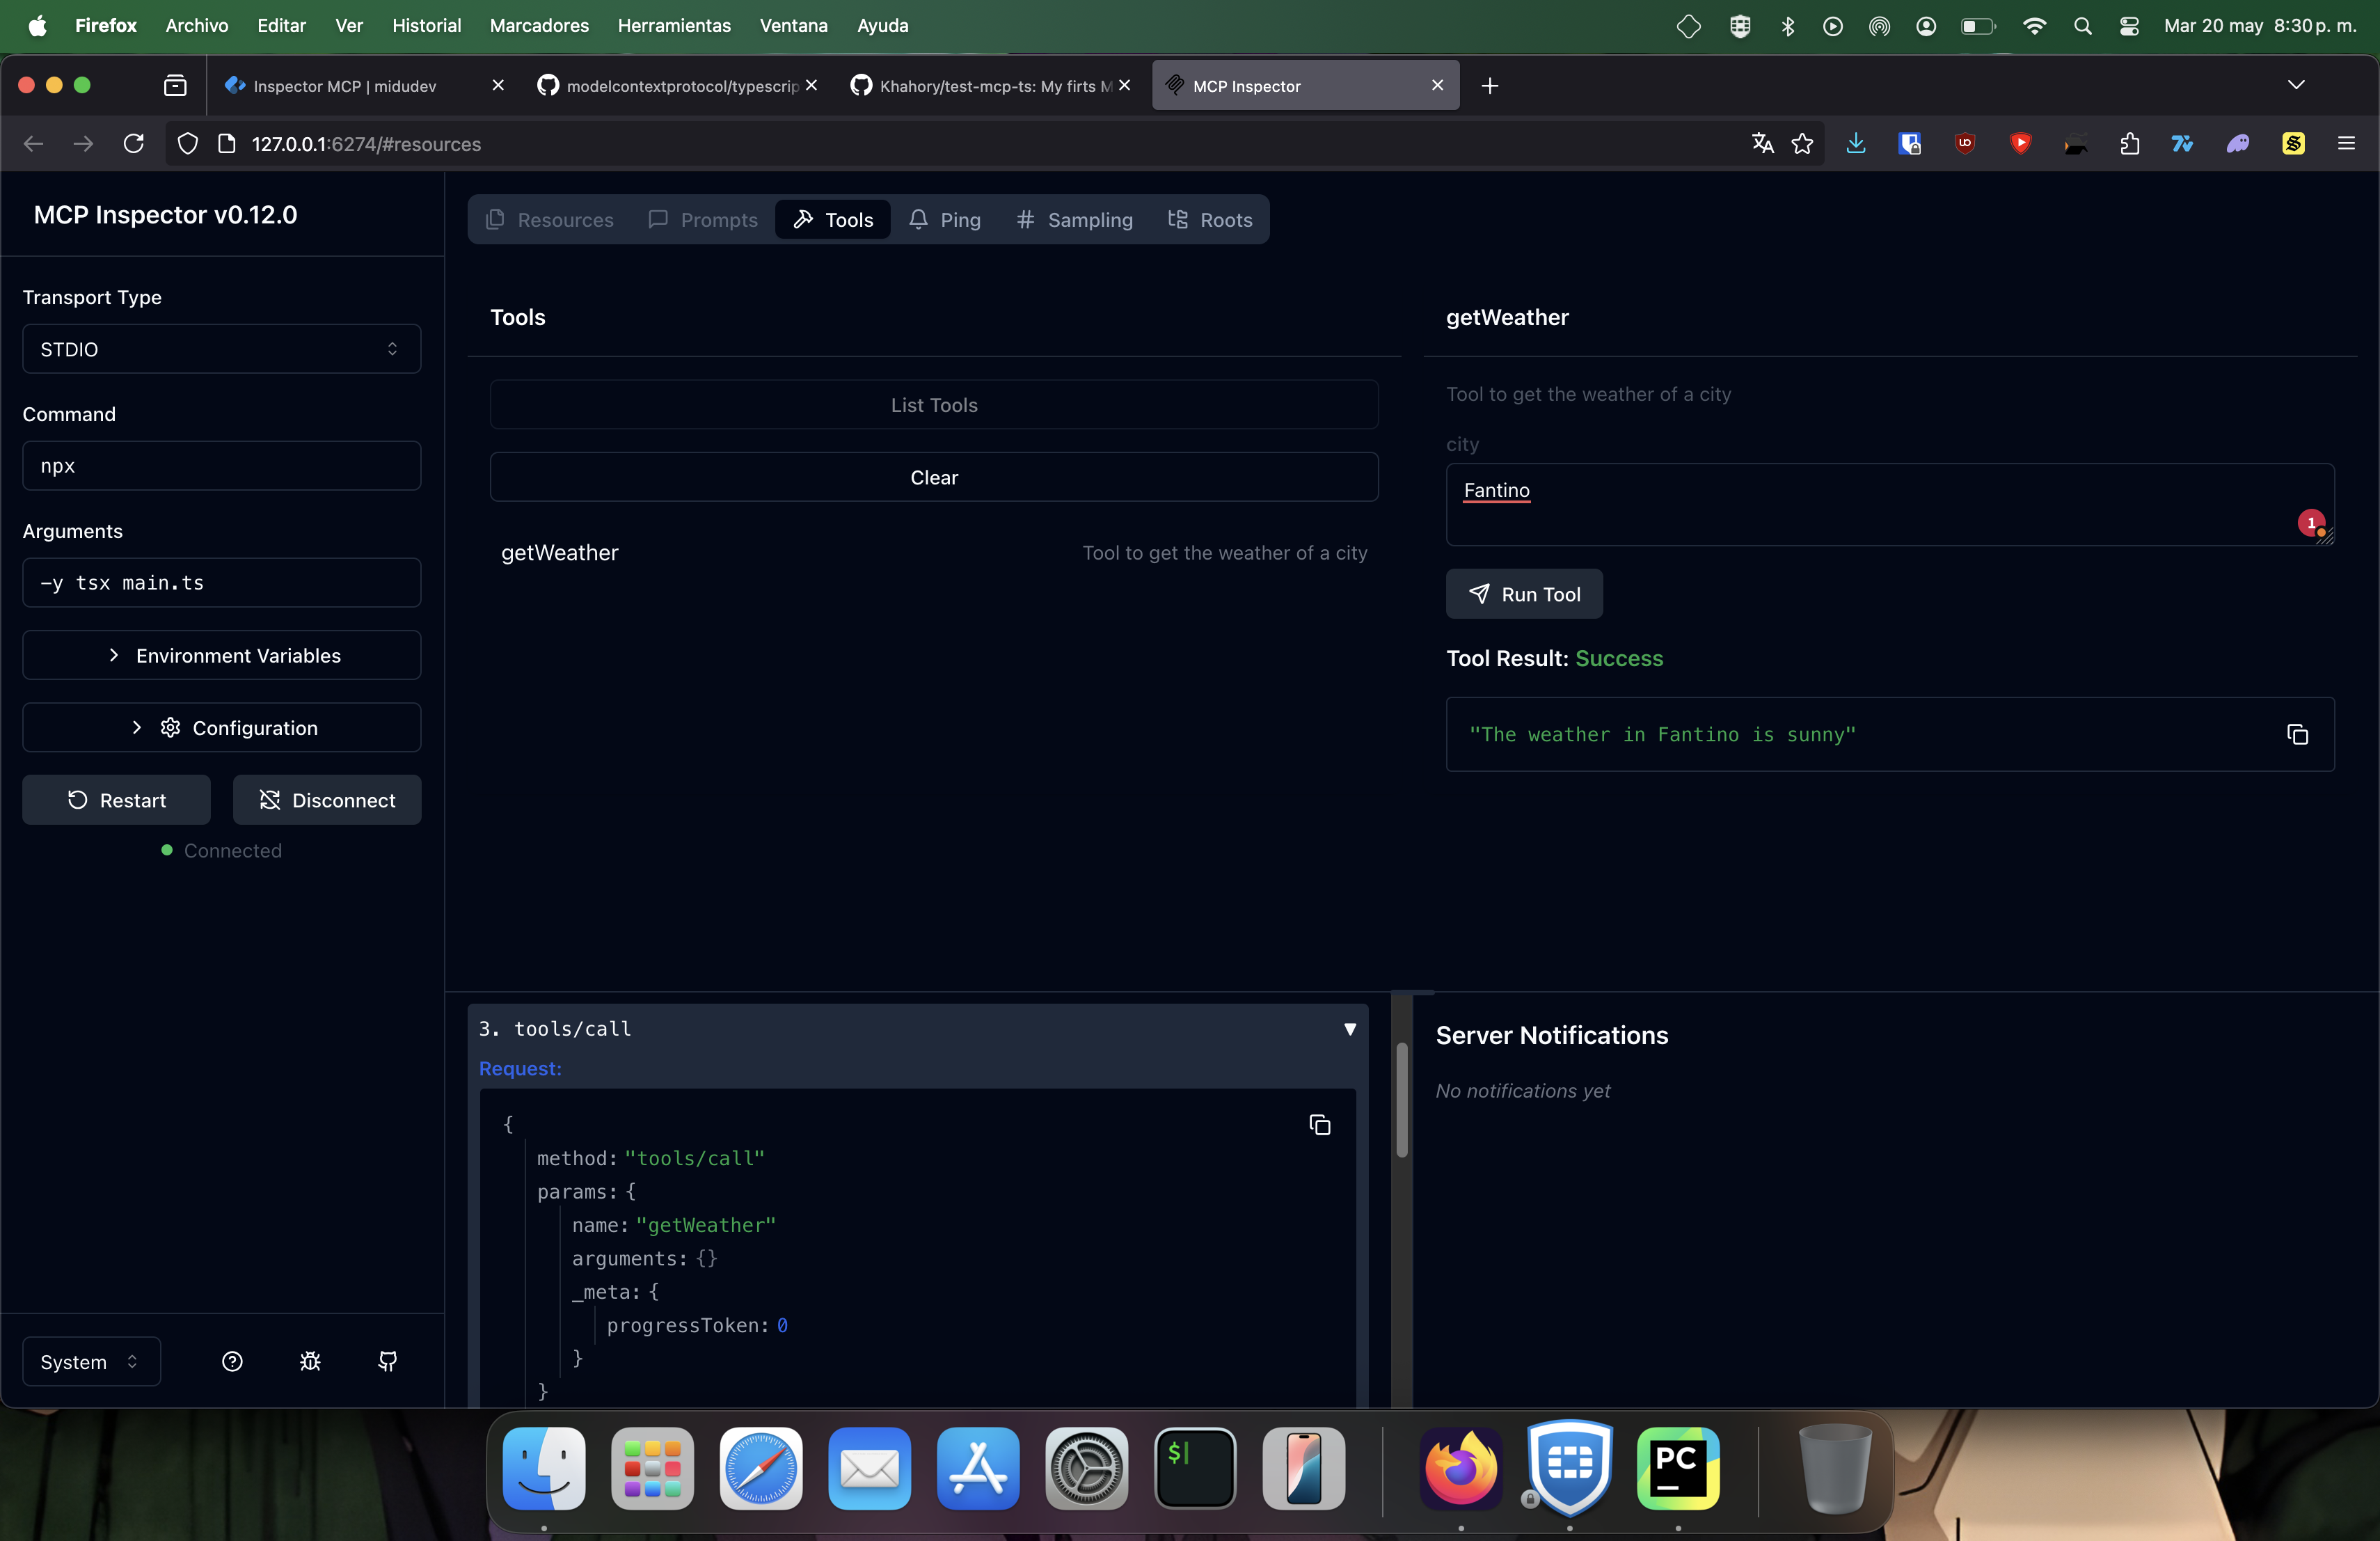 Firefox Archivo Editar Ver Historial Marcadores Herramientas Ventana Ayuda
Mar 20 may 8:30 p. m.
Inspector MCP | midudev
modelcontextprotocol/typescrip
Khahory/test-mcp-ts: My firts M
MCP Inspector
127.0.0.1:6274/#resources
MCP Inspector v0.12.0
Transport Type
STDIO
Command
npx
Arguments
-y tsx main.ts
Environment Variables
Configuration
Restart
Disconnect
Connected
System
Resources
Prompts
Tools
Ping
Sampling
Roots
Tools
List Tools
Clear
getWeather
Tool to get the weather of a city
getWeather
Tool to get the weather of a city
city
Fantino
1
Run Tool
Tool Result: Success
"The weather in Fantino is sunny"
3. tools/call
Request:
{
method: "tools/call"
params: {
name: "getWeather"
arguments: {}
_meta: {
progressToken: 0
}
}
Server Notifications
No notifications yet
$
PC